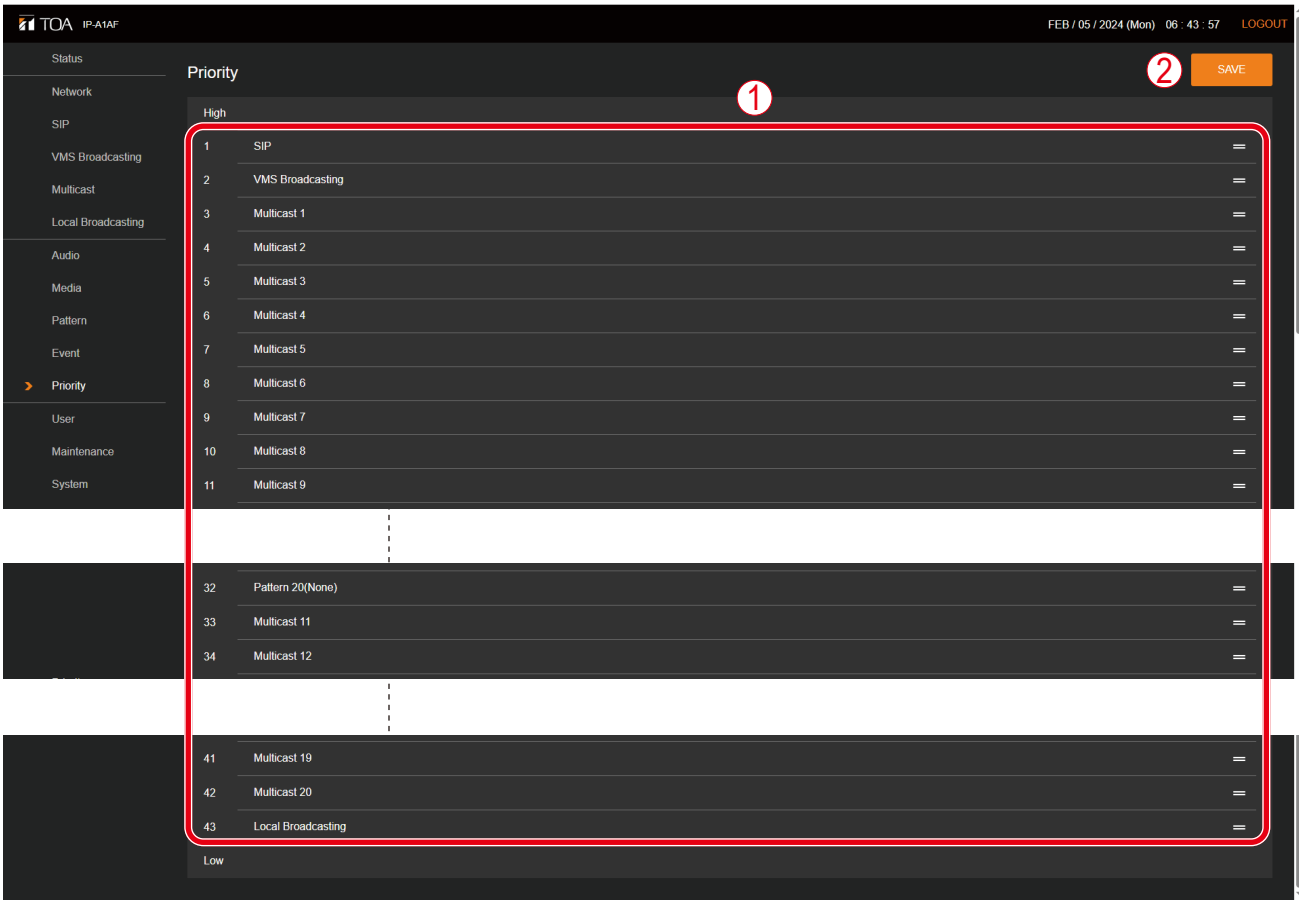 TOA IP-A1AF FEB / 05 / 2024 (Mon) 06 : 43 : 57 LOGOUT
Status
Network
SIP
VMS Broadcasting
Multicast
Local Broadcasting
Audio
Media
Pattern
Event
Priority
User
Maintenance
System
Priority
2
SAVE
1
High
1 SIP
2 VMS Broadcasting
3 Multicast 1
4 Multicast 2
5 Multicast 3
6 Multicast 4
7 Multicast 5
8 Multicast 6
9 Multicast 7
10 Multicast 8
11 Multicast 9
32 Pattern 20(None)
33 Multicast 11
34 Multicast 12
41 Multicast 19
42 Multicast 20
43 Local Broadcasting
Low